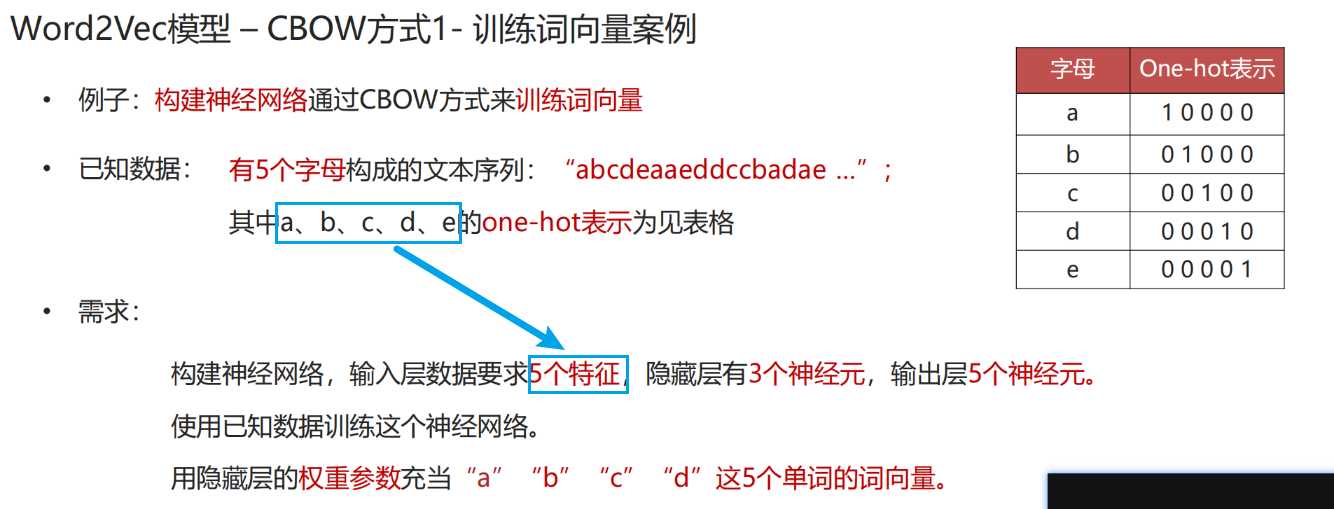 Word2Vec模型 – CBOW方式1- 训练词向量案例
• 例子：构建神经网络通过CBOW方式来训练词向量
• 已知数据： 有5个字母构成的文本序列：“abcdeaaeddccbadae ...”；
其中a、b、c、d、e的one-hot表示为见表格
字母 One-hot表示
a 1 0 0 0 0
b 0 1 0 0 0
c 0 0 1 0 0
d 0 0 0 1 0
e 0 0 0 0 1
• 需求：
构建神经网络，输入层数据要求5个特征，隐藏层有3个神经元，输出层5个神经元。
使用已知数据训练这个神经网络。
用隐藏层的权重参数充当“a”“b”“c”“d”这5个单词的词向量。